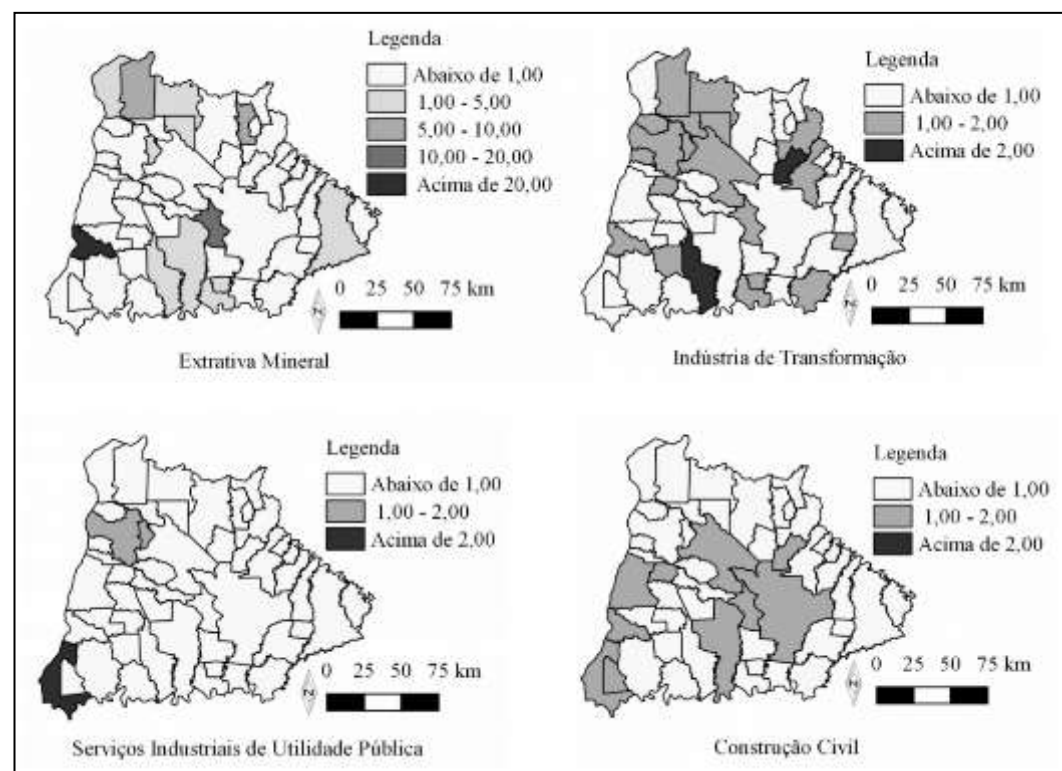 Legenda
Abaixo de 1,00
1,00 - 5,00
5,00 - 10,00
10,00 - 20,00
Acima de 20,00
0 25 50 75 km
N
Extrativa Mineral
Legenda
Abaixo de 1,00
1,00 - 2,00
Acima de 2,00
0 25 50 75 km
N
Indústria de Transformação
Legenda
Abaixo de 1,00
1,00 - 2,00
Acima de 2,00
0 25 50 75 km
N
Serviços Industriais de Utilidade Pública
Legenda
Abaixo de 1,00
1,00 - 2,00
Acima de 2,00
0 25 50 75 km
N
Construção Civil